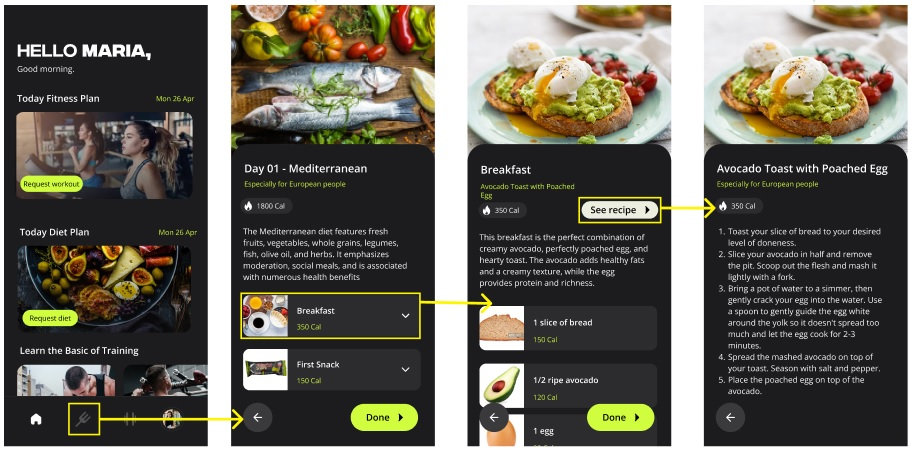 HELLO MARIA,
Good morning.
Today Fitness Plan
Mon 26 Apr
Request workout
Today Diet Plan
Mon 26 Apr
Request diet
Learn the Basic of Training
Day 01 - Mediterranean
Especially for European people
1800 Cal
The Mediterranean diet features fresh
fruits, vegetables, whole grains, legumes,
fish, olive oil, and herbs. It emphasizes
moderation, social meals, and is associated
with numerous health benefits
Breakfast
350 Cal
First Snack
150 Cal
Done
Breakfast
Avocado Toast with Poached
Egg
350 Cal
See recipe
This breakfast is the perfect combination of
creamy avocado, perfectly poached egg, and
hearty toast. The avocado adds healthy fats
and a creamy texture, while the egg
provides protein and richness.
1 slice of bread
150 Cal
1/2 ripe avocado
120 Cal
1 egg
Done
Avocado Toast with Poached Egg
Especially for European people
350 Cal
1. Toast your slice of bread to your desired
level of doneness.
2. Slice your avocado in half and remove
the pit. Scoop out the flesh and mash it
lightly with a fork.
3. Bring a pot of water to a simmer, then
gently crack your egg into the water. Use
a spoon to gently guide the egg white
around the yolk so it doesn't spread too
much and let the egg cook for 2-3
minutes.
4. Spread the mashed avocado on top of
your toast. Season with salt and pepper.
5. Place the poached egg on top of the
avocado.